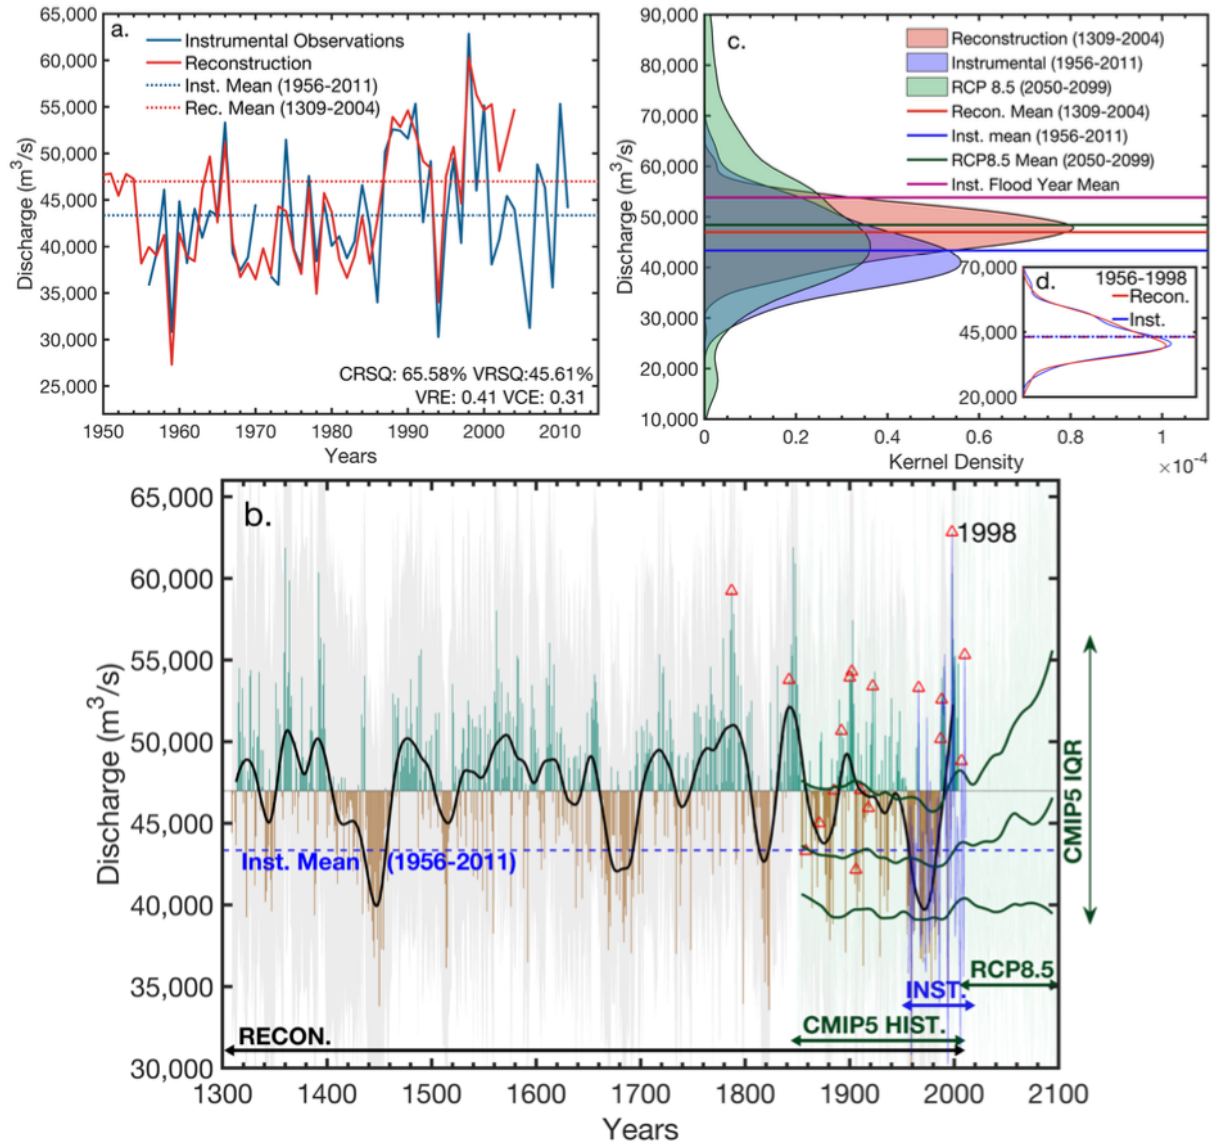 a.
Instrumental Observations
Reconstruction
Inst. Mean (1956-2011)
Rec. Mean (1309-2004)
65,000
60,000
55,000
50,000
45,000
40,000
35,000
30,000
25,000
Discharge (m³/s)
CRSQ: 65.58% VRSQ:45.61%
VRE: 0.41 VCE: 0.31
1950 1960 1970 1980 1990 2000 2010
Years
c.
Reconstruction (1309-2004)
Instrumental (1956-2011)
RCP 8.5 (2050-2099)
Recon. Mean (1309-2004)
Inst. mean (1956-2011)
RCP8.5 Mean (2050-2099)
Inst. Flood Year Mean
90,000
80,000
70,000
60,000
50,000
40,000
30,000
20,000
10,000
Discharge (m³/s)
0 0.2 0.4 0.6 0.8 1
Kernel Density
×10⁻⁴
d.
1956-1998
Recon.
Inst.
70,000
45,000
20,000
b.
1998
65,000
60,000
55,000
50,000
45,000
40,000
35,000
30,000
Discharge (m³/s)
Inst. Mean (1956-2011)
CMIP5 IQR
RCP8.5
INST.
CMIP5 HIST.
RECON.
1300 1400 1500 1600 1700 1800 1900 2000 2100
Years